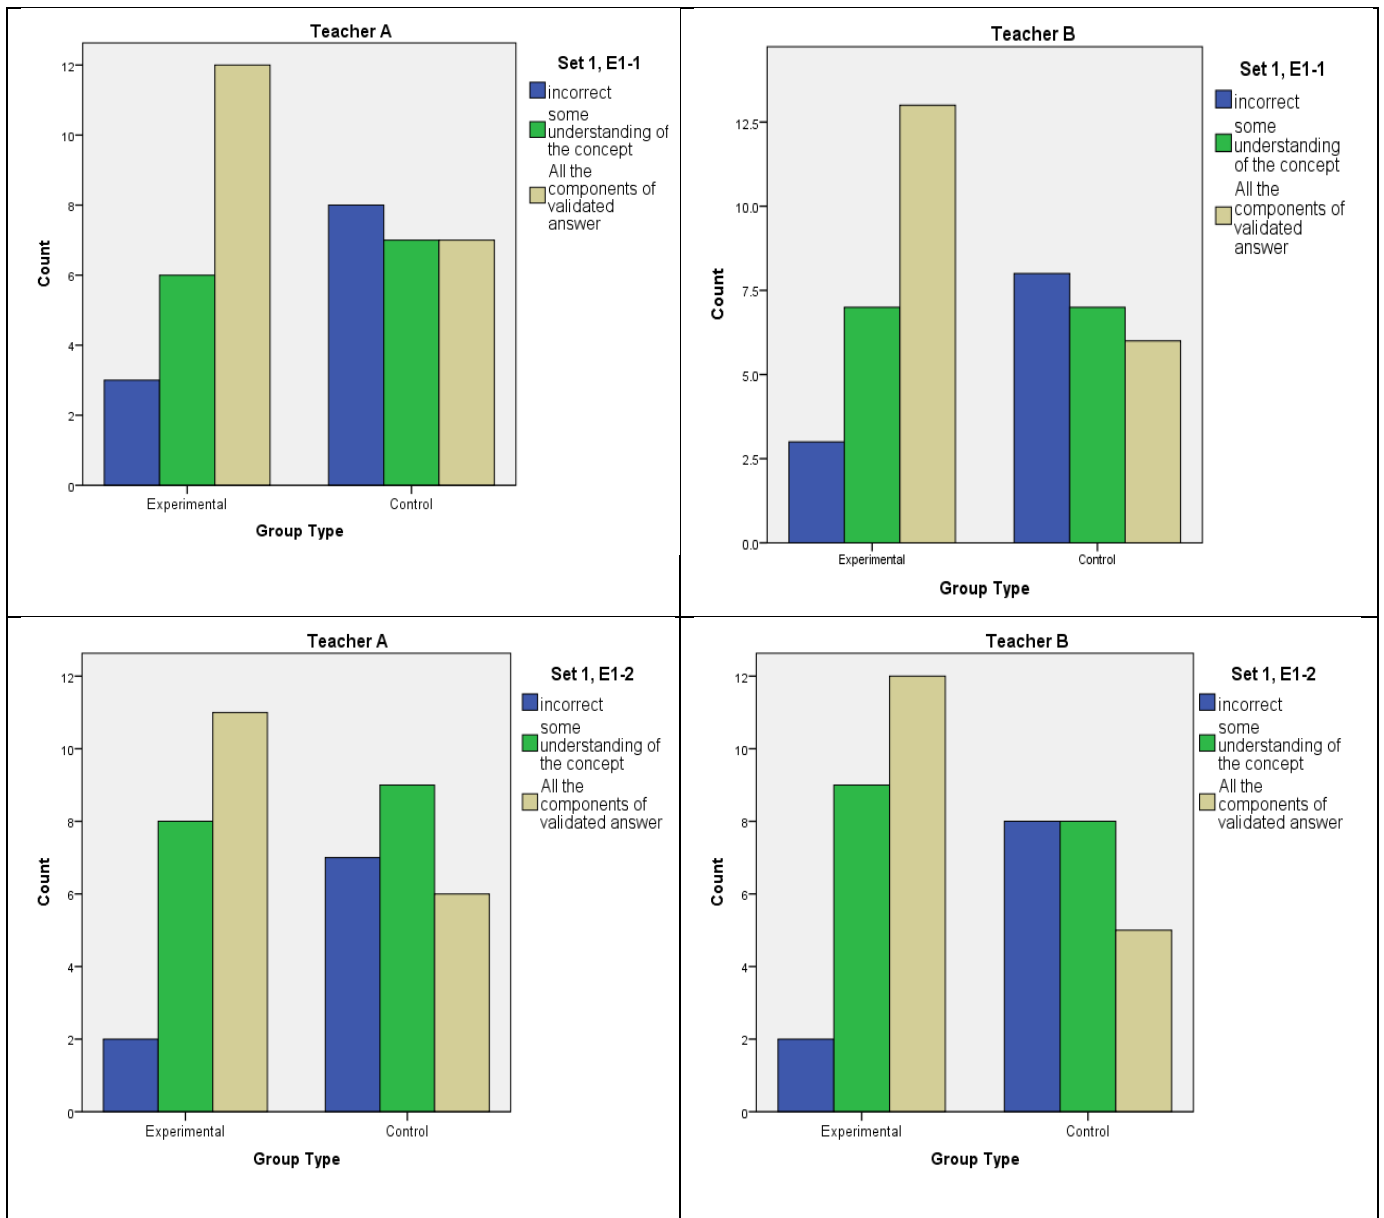 Teacher A
Set 1, E1-1
incorrect
some
understanding of
the concept
All the
components of
validated
answer
Count
12
10
8
6
4
2
0
Experimental
Control
Group Type
Teacher B
Set 1, E1-1
incorrect
some
understanding
of the concept
All the
components of
validated
answer
Count
12.5
10.0
7.5
5.0
2.5
0.0
Experimental
Control
Group Type
Teacher A
Set 1, E1-2
incorrect
some
understanding of
the concept
All the
components of
validated answer
Count
12
10
8
6
4
2
0
Experimental
Control
Group Type
Teacher B
Set 1, E1-2
incorrect
some
understanding of
the concept
All the
components of
validated answer
Count
12
10
8
6
4
2
0
Experimental
Control
Group Type